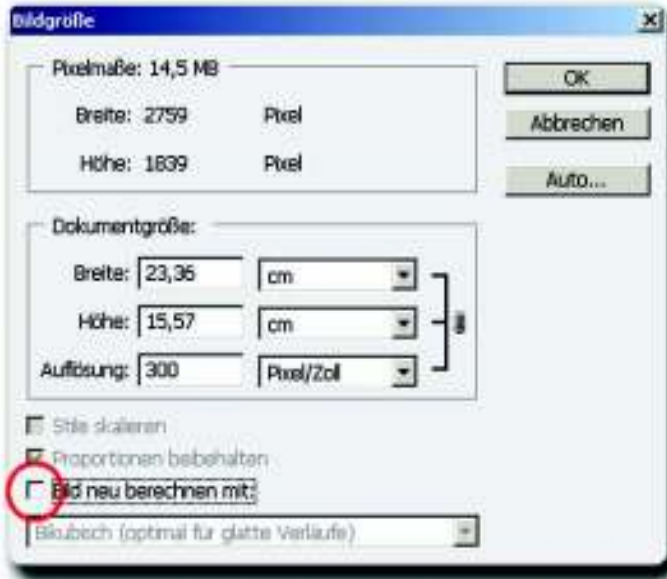 Bildgröße
Pixelmaße: 14,5 MB
OK
Breite: 2759 Pixel
Abbrechen
Höhe: 1839 Pixel
Auto...
Dokumentgröße:
Breite: 23,36 cm
Höhe: 15,57 cm
Auflösung: 300 Pixel/Zoll
Stile skalieren
Proportionen beibehalten
Bild neu berechnen mit:
Bikubisch (optimal für glatte Verläufe)